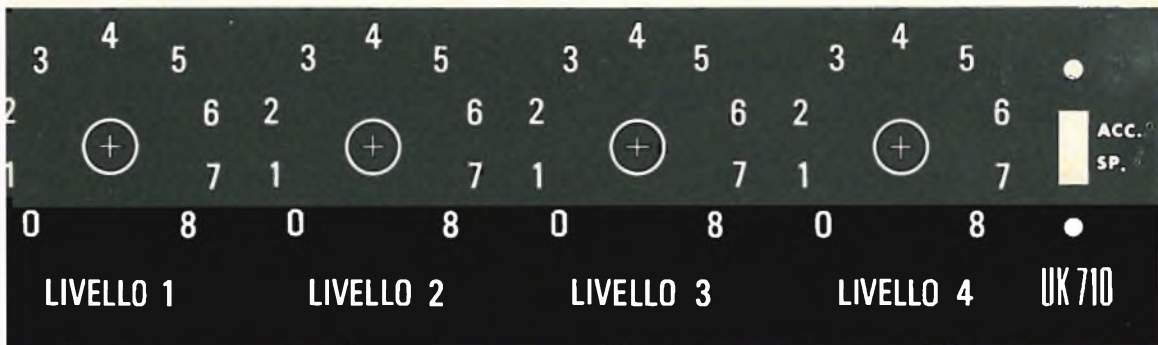 4 4 4 4
3 5 3 5 3 5 3 5
2 6 2 6 2 6 2 6 ACC.
1 7 1 7 1 7 1 7 SP.
0 8 0 8 0 8 0 8
LIVELLO 1 LIVELLO 2 LIVELLO 3 LIVELLO 4 UK 710